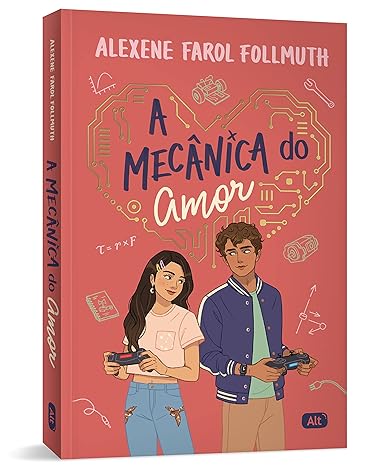 ALEXENE FAROL FOLLMUTH
A
MECÂNICA do
amor
τ = r × F
Alt
ALEXENE FAROL FOLLMUTH
A MECÂNICA do amor